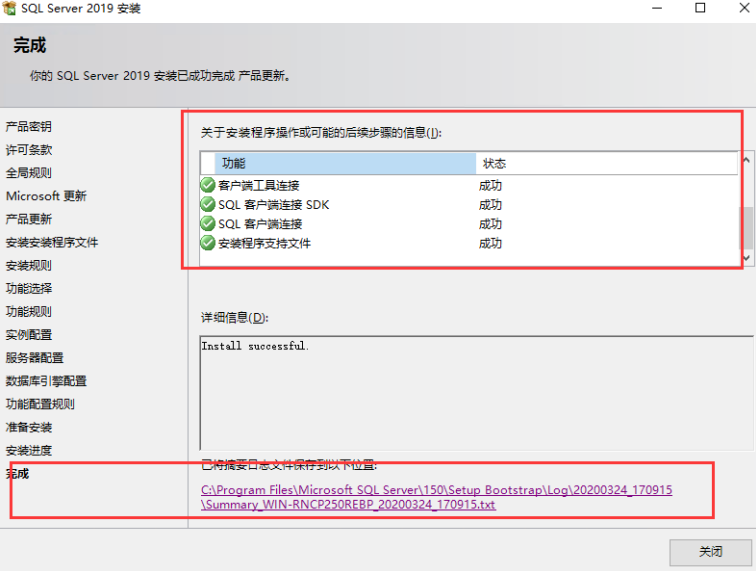 SQL Server 2019 安装
完成
你的 SQL Server 2019 安装已成功完成 产品更新。
产品密钥
许可条款
全局规则
Microsoft 更新
产品更新
安装安装程序文件
安装规则
功能选择
功能规则
实例配置
服务器配置
数据库引擎配置
功能配置规则
准备安装
安装进度
完成
关于安装程序操作或可能的后续步骤的信息(I):
功能 状态
客户端工具连接 成功
SQL 客户端连接 SDK 成功
SQL 客户端连接 成功
安装程序支持文件 成功
详细信息(D):
Install successful.
已将摘要日志文件保存到以下位置:
C:\Program Files\Microsoft SQL Server\150\Setup Bootstrap\Log\20200324_170915
\Summary_WIN-RNCP250REBP_20200324_170915.txt
关闭